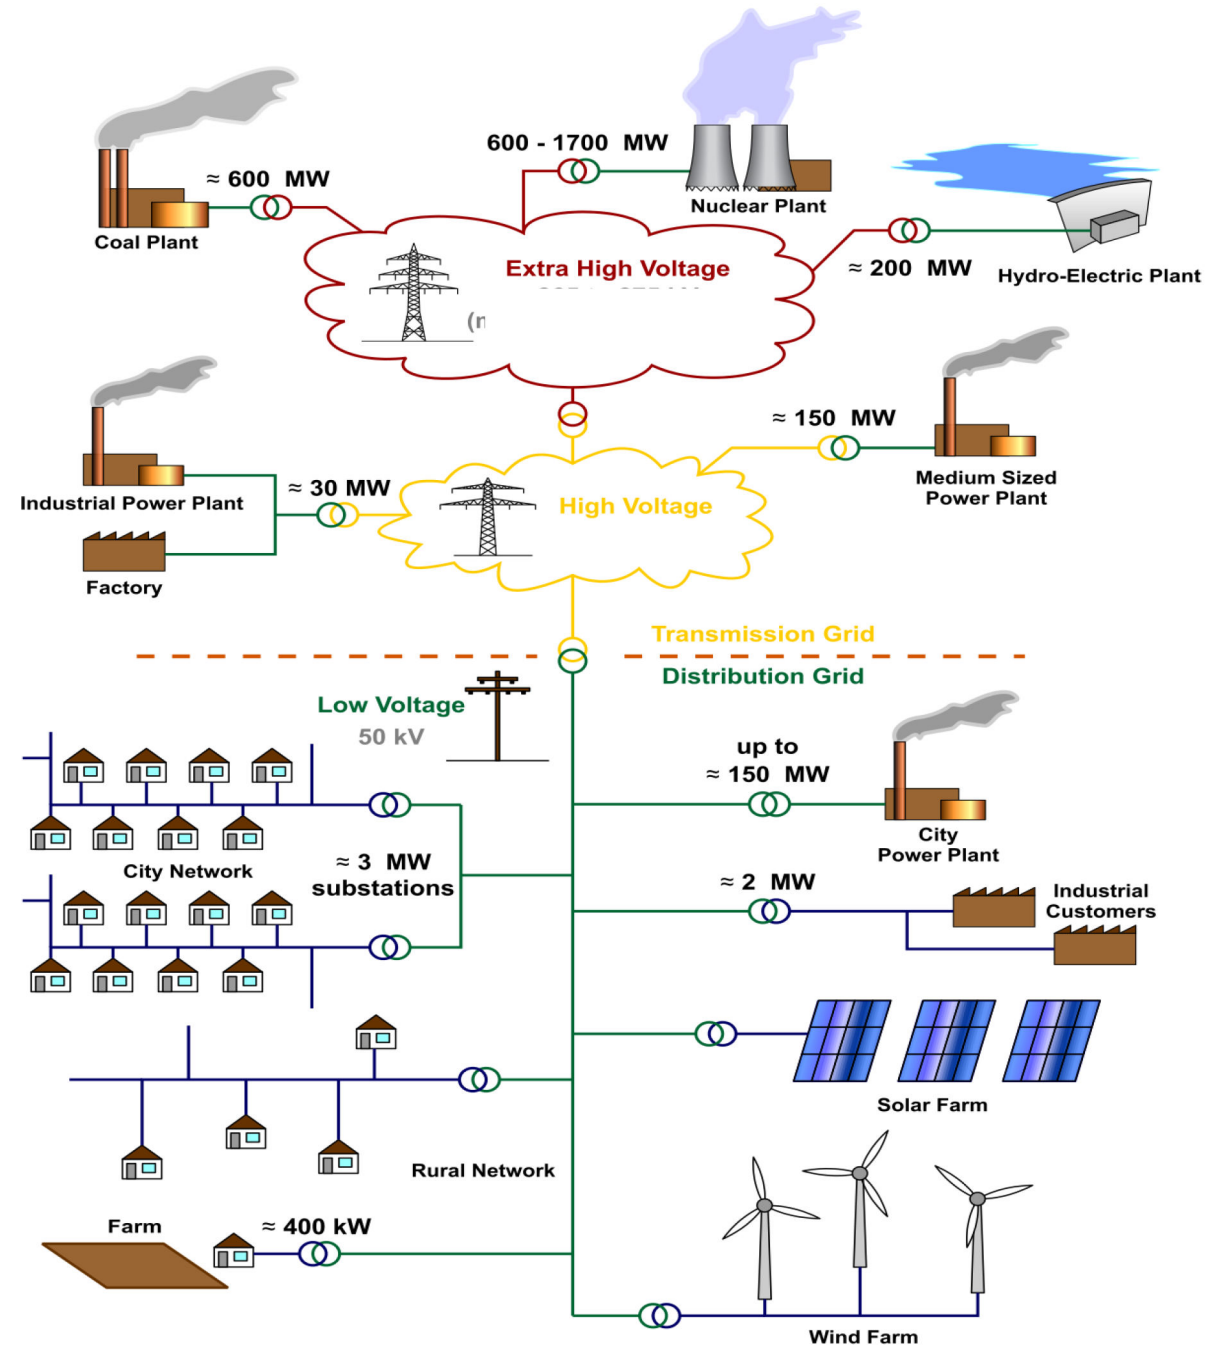 600 - 1700 MW
≈ 600 MW
Nuclear Plant
Coal Plant
Extra High Voltage
≈ 200 MW
Hydro-Electric Plant
≈ 150 MW
Medium Sized
Power Plant
≈ 30 MW
Industrial Power Plant
High Voltage
Factory
Transmission Grid
Distribution Grid
Low Voltage
50 kV
up to
≈ 150 MW
City
Power Plant
≈ 3 MW
substations
City Network
≈ 2 MW
Industrial
Customers
Solar Farm
Rural Network
Farm
≈ 400 kW
Wind Farm